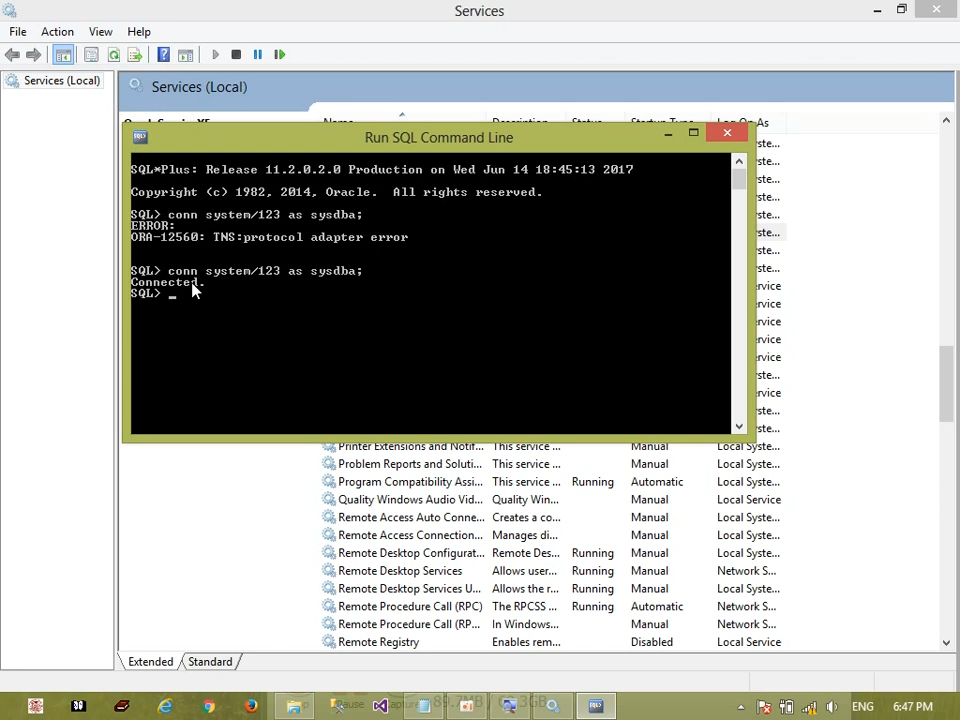 Services
File Action View Help
Services (Local)
Services (Local)
Run SQL Command Line
SQL*Plus: Release 11.2.0.2.0 Production on Wed Jun 14 18:45:13 2017
Copyright (c) 1982, 2014, Oracle. All rights reserved.
SQL> conn system/123 as sysdba;
ERROR:
ORA-12560: TNS:protocol adapter error
SQL> conn system/123 as sysdba;
Connected.
SQL> _
Printer Extensions and Notif... This service ... Manual Local Syste...
Problem Reports and Soluti... This service ... Manual Local Syste...
Program Compatibility Assi... This service ... Running Automatic Local Syste...
Quality Windows Audio Vid... Quality Win... Manual Local Service
Remote Access Auto Conne... Creates a co... Manual Local Syste...
Remote Access Connection... Manages di... Manual Local Syste...
Remote Desktop Configurat... Remote Des... Running Manual Local Syste...
Remote Desktop Services Allows user... Running Manual Network S...
Remote Desktop Services U... Allows the r... Running Manual Local Syste...
Remote Procedure Call (RPC) The RPCSS ... Running Automatic Network S...
Remote Procedure Call (RP... In Windows... Manual Network S...
Remote Registry Enables rem... Disabled Local Service
Extended Standard
ENG 6:47 PM